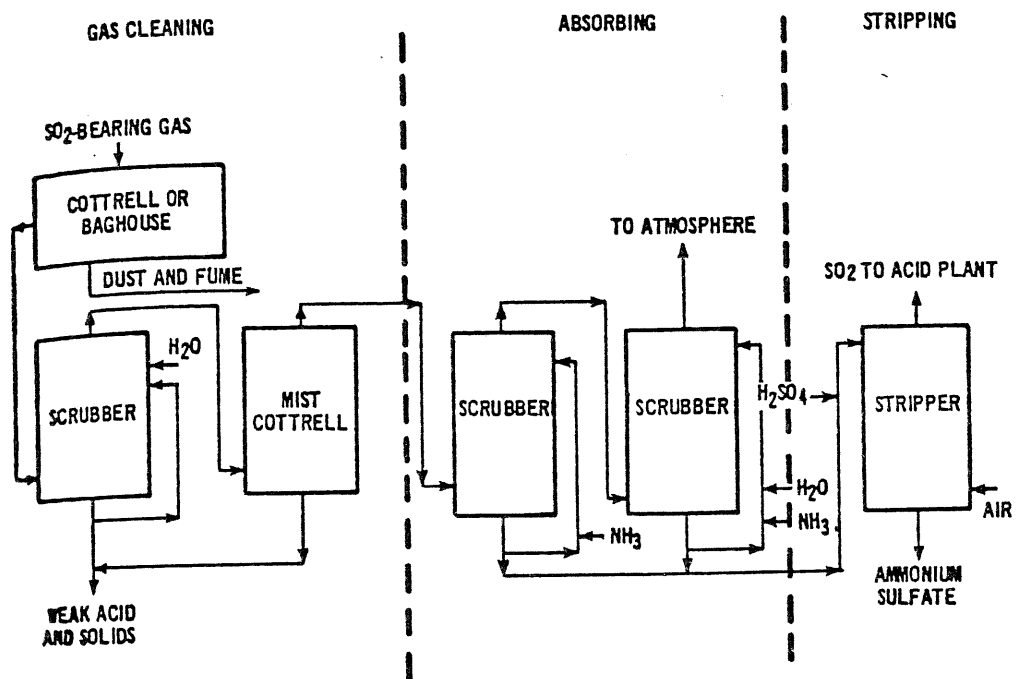 GAS CLEANING
ABSORBING
STRIPPING
SO2-BEARING GAS
COTTRELL OR
BAGHOUSE
DUST AND FUME
H2O
SCRUBBER
MIST
COTTRELL
WEAK ACID
AND SOLIDS
TO ATMOSPHERE
SCRUBBER
SCRUBBER
NH3
H2SO4
H2O
NH3
SO2 TO ACID PLANT
STRIPPER
AIR
AMMONIUM
SULFATE